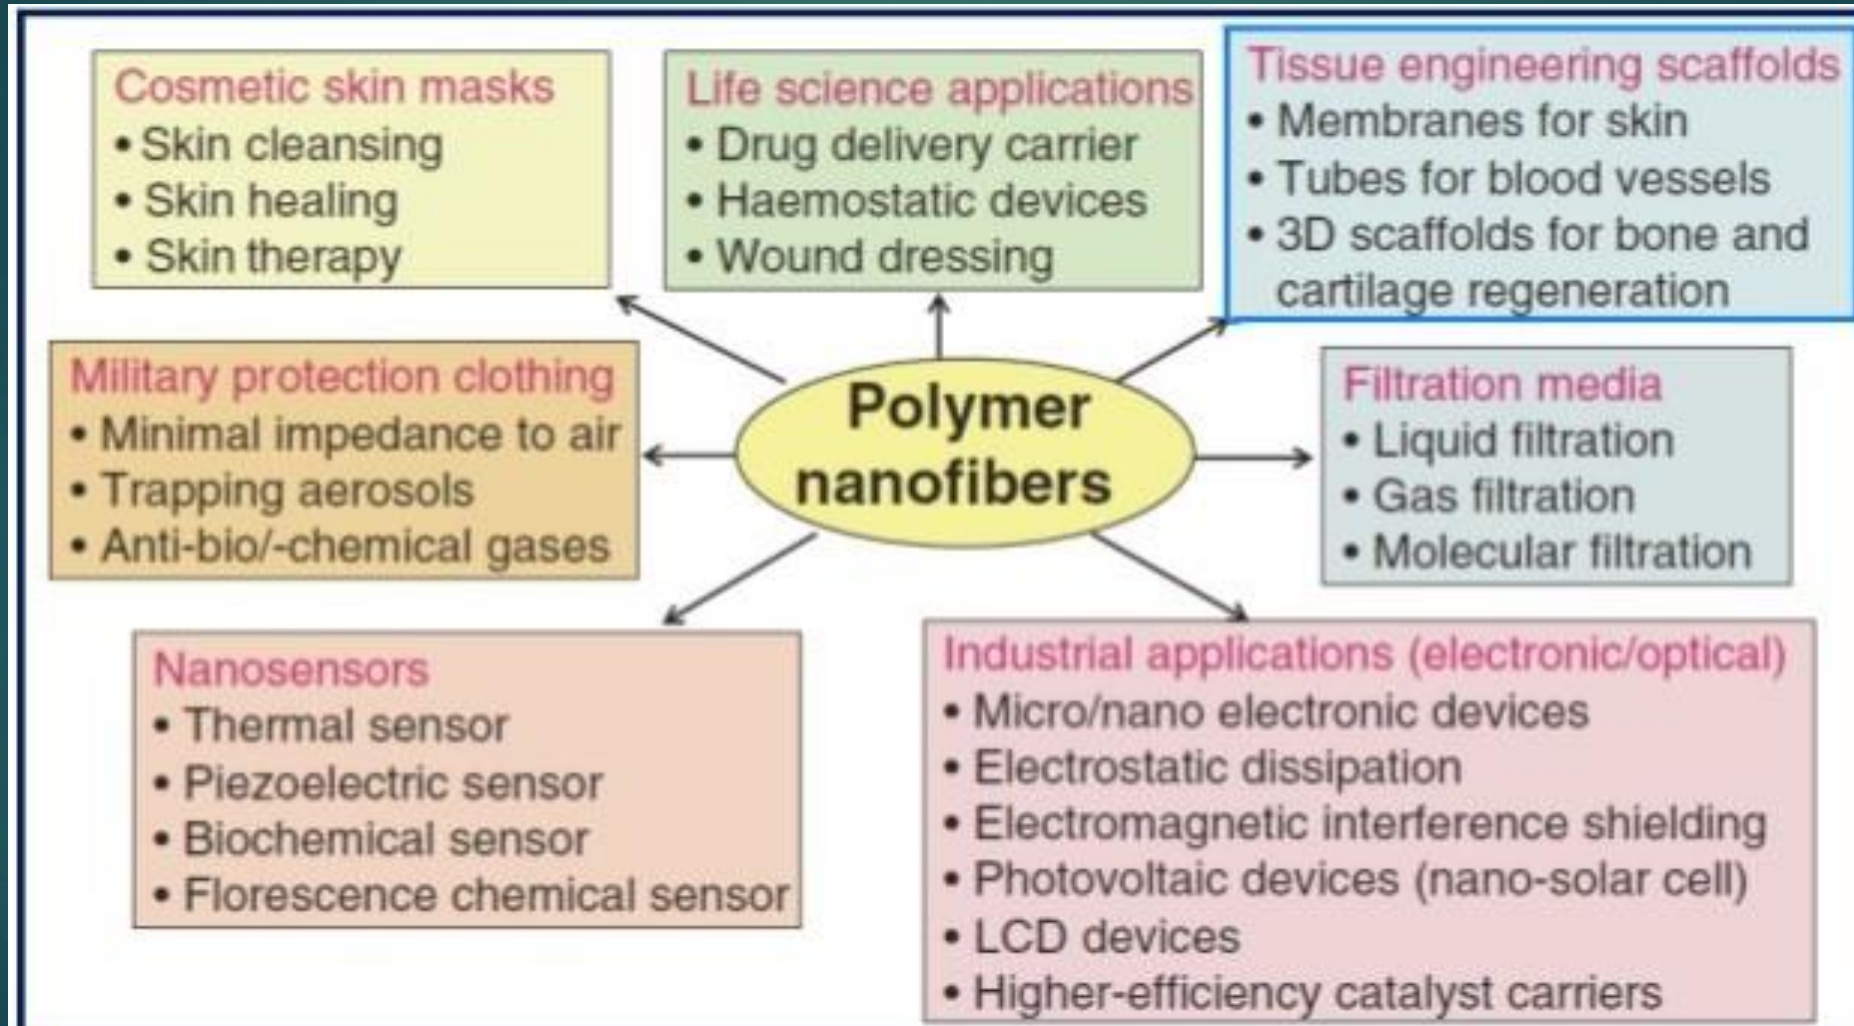 Cosmetic skin masks
• Skin cleansing
• Skin healing
• Skin therapy
Life science applications
• Drug delivery carrier
• Haemostatic devices
• Wound dressing
Tissue engineering scaffolds
• Membranes for skin
• Tubes for blood vessels
• 3D scaffolds for bone and
cartilage regeneration
Military protection clothing
• Minimal impedance to air
• Trapping aerosols
• Anti-bio/-chemical gases
Polymer
nanofibers
Filtration media
• Liquid filtration
• Gas filtration
• Molecular filtration
Nanosensors
• Thermal sensor
• Piezoelectric sensor
• Biochemical sensor
• Florescence chemical sensor
Industrial applications (electronic/optical)
• Micro/nano electronic devices
• Electrostatic dissipation
• Electromagnetic interference shielding
• Photovoltaic devices (nano-solar cell)
• LCD devices
• Higher-efficiency catalyst carriers